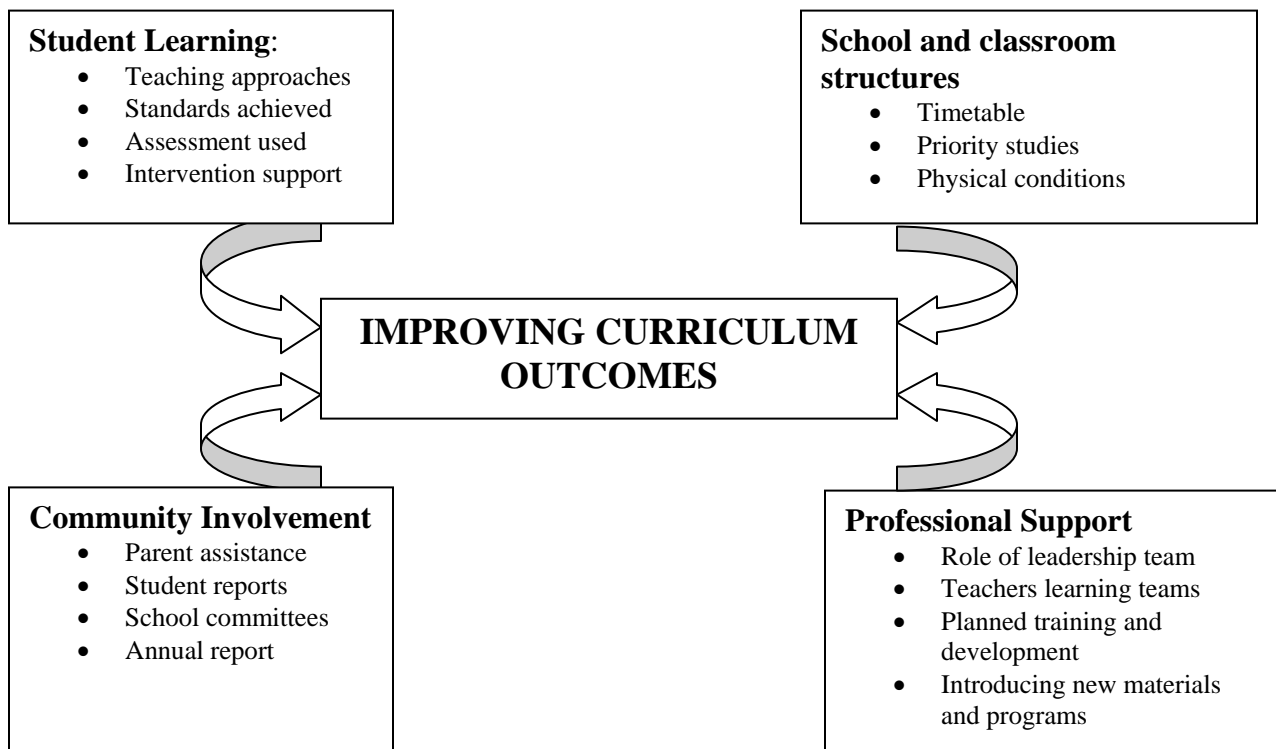 Student Learning:
• Teaching approaches
• Standards achieved
• Assessment used
• Intervention support
School and classroom
structures
• Timetable
• Priority studies
• Physical conditions
IMPROVING CURRICULUM
OUTCOMES
Community Involvement
• Parent assistance
• Student reports
• School committees
• Annual report
Professional Support
• Role of leadership team
• Teachers learning teams
• Planned training and
development
• Introducing new materials
and programs